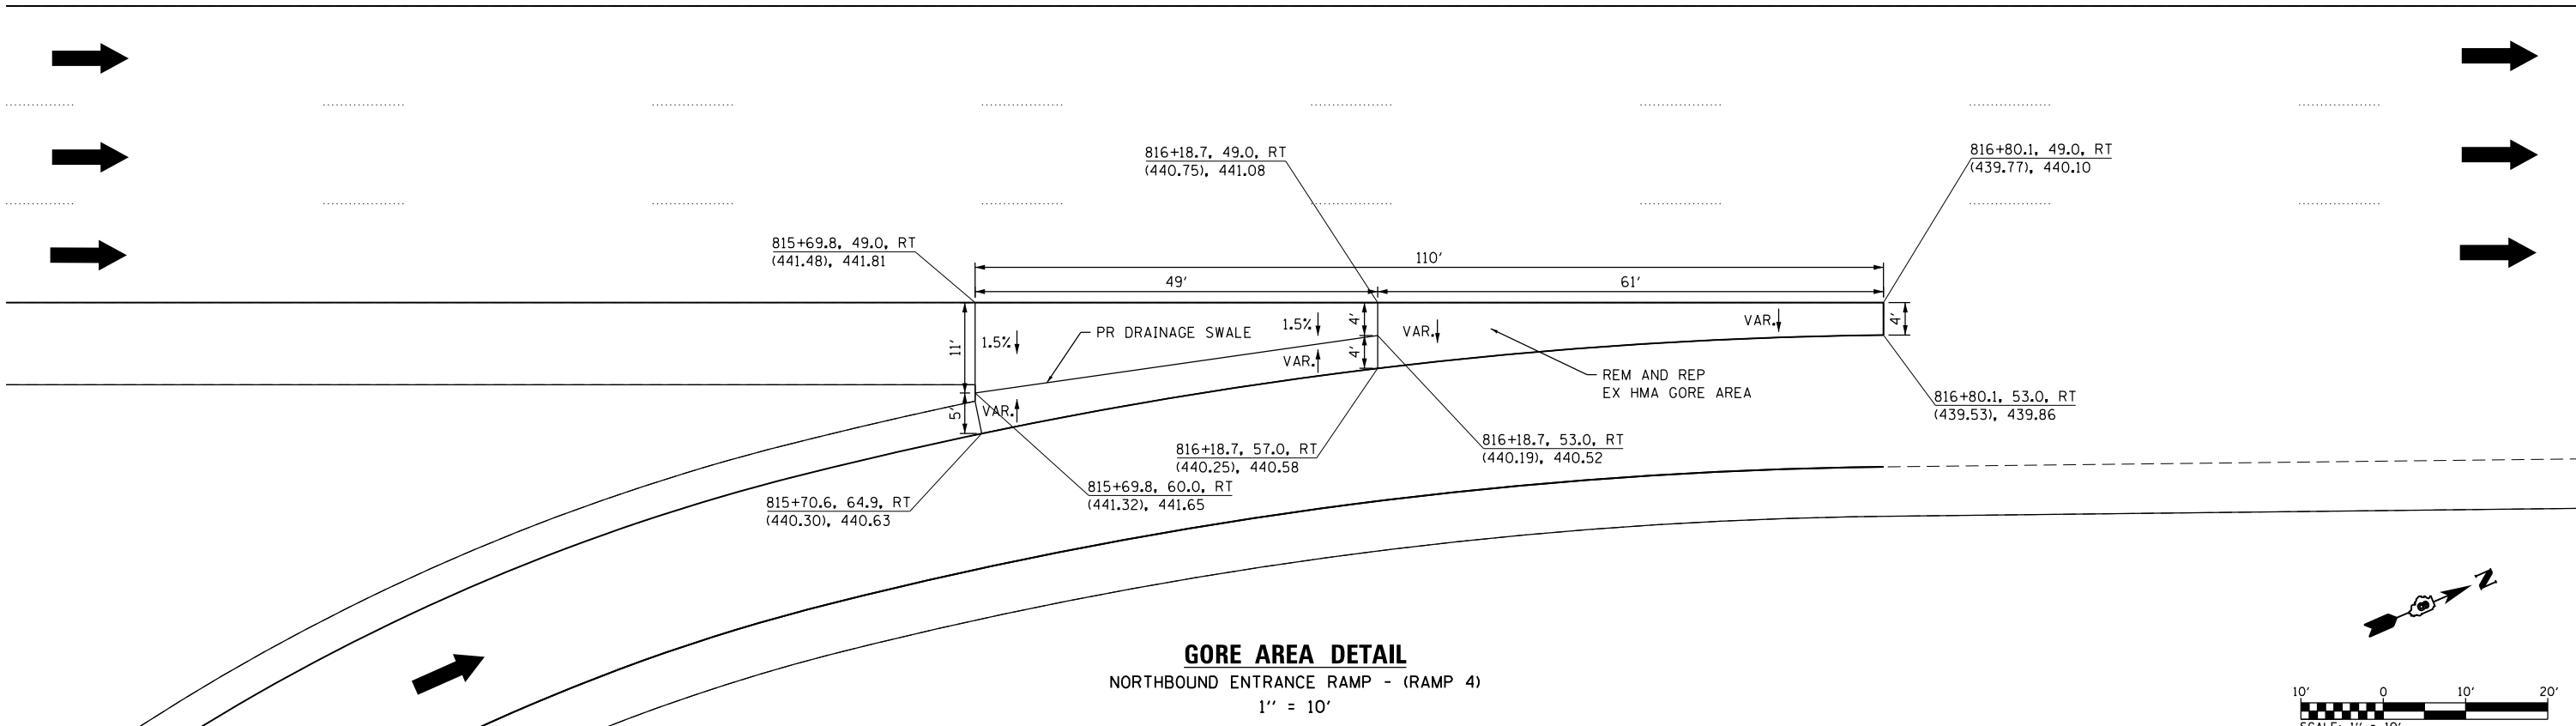 816+18.7, 49.0, RT
(440.75), 441.08
816+80.1, 49.0, RT
(439.77), 440.10
815+69.8, 49.0, RT
(441.48), 441.81
110'
49'
61'
11'
1.5%
PR DRAINAGE SWALE
1.5%
4'
VAR.
VAR.
4'
VAR.
4'
5'
VAR.
REM AND REP
EX HMA GORE AREA
816+80.1, 53.0, RT
(439.53), 439.86
816+18.7, 57.0, RT
(440.25), 440.58
816+18.7, 53.0, RT
(440.19), 440.52
815+70.6, 64.9, RT
(440.30), 440.63
815+69.8, 60.0, RT
(441.32), 441.65
N
GORE AREA DETAIL
NORTHBOUND ENTRANCE RAMP - (RAMP 4)
1'' = 10'
10' 0 10' 20'
SCALE: 1" = 10'